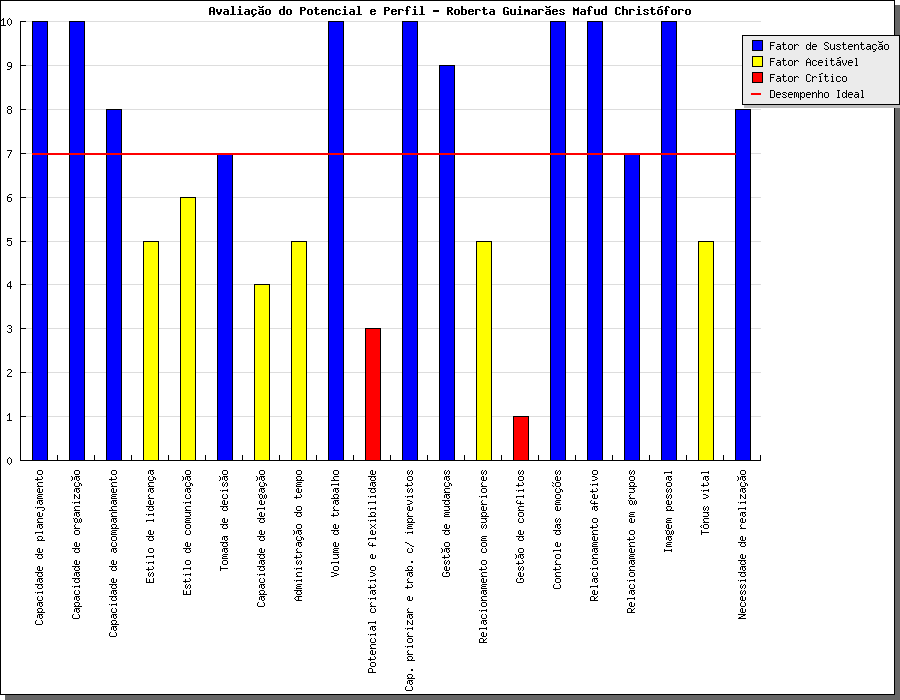 Avaliação do Potencial e Perfil - Roberta Guimarães Mafud Christóforo
Fator de Sustentação
Fator Aceitável
Fator Crítico
Desempenho Ideal
10
9
8
7
6
5
4
3
2
1
0
Capacidade de planejamento
Capacidade de organização
Capacidade de acompanhamento
Estilo de liderança
Estilo de comunicação
Tomada de decisão
Capacidade de delegação
Administração do tempo
Volume de trabalho
Potencial criativo e flexibilidade
Cap. priorizar e trab. c/ imprevistos
Gestão de mudanças
Relacionamento com superiores
Gestão de conflitos
Controle das emoções
Relacionamento afetivo
Relacionamento em grupos
Imagem pessoal
Tônus vital
Necessidade de realização